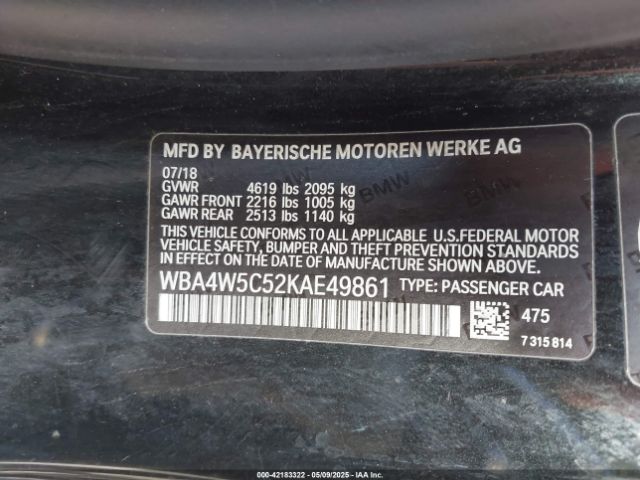 MFD BY BAYERISCHE MOTOREN WERKE AG
07/18
GVWR 4619 lbs 2095 kg
GAWR FRONT 2216 lbs 1005 kg
GAWR REAR 2513 lbs 1140 kg
THIS VEHICLE CONFORMS TO ALL APPLICABLE U.S.FEDERAL MOTOR
VEHICLE SAFETY, BUMPER AND THEFT PREVENTION STANDARDS
IN EFFECT ON THE DATE OF MANUFACTURE SHOWN ABOVE.
WBA4W5C52KAE49861 TYPE: PASSENGER CAR
475
7315814
000-42183322 | 05/09/2025 | IAA Inc.